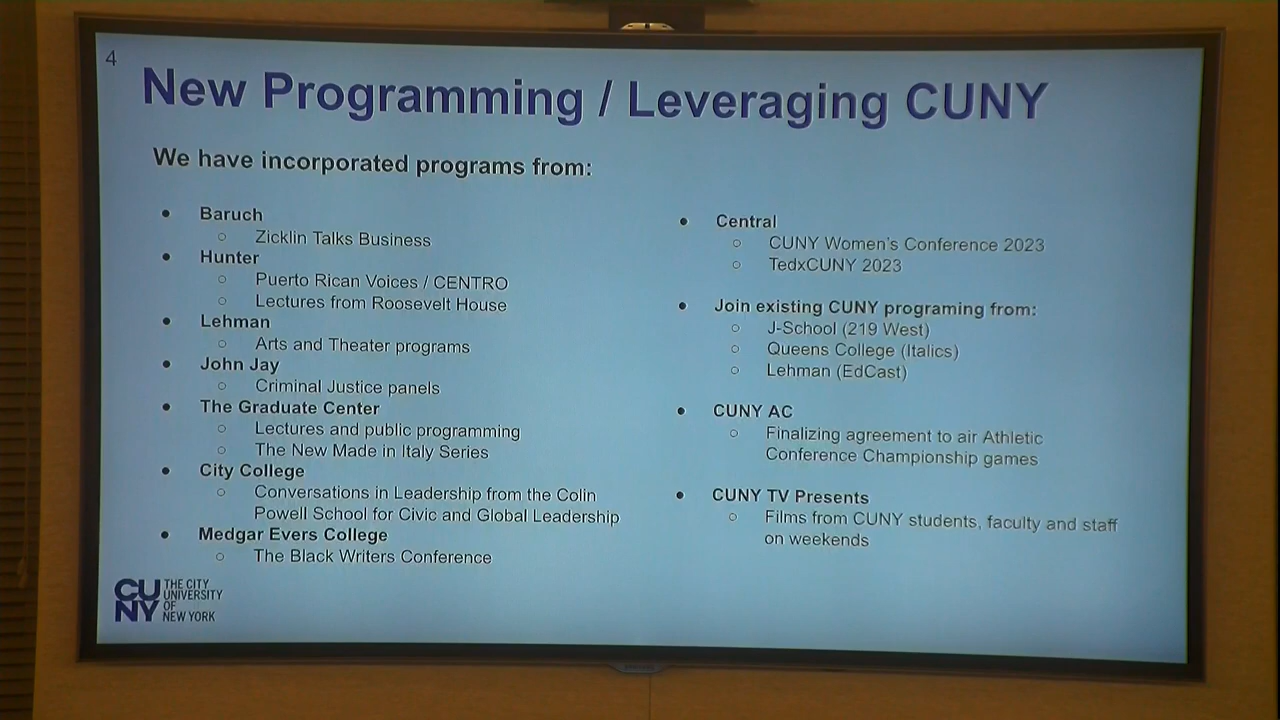 4
New Programming / Leveraging CUNY
We have incorporated programs from:
• Baruch
○ Zicklin Talks Business
• Hunter
○ Puerto Rican Voices / CENTRO
○ Lectures from Roosevelt House
• Lehman
○ Arts and Theater programs
• John Jay
○ Criminal Justice panels
• The Graduate Center
○ Lectures and public programming
○ The New Made in Italy Series
• City College
○ Conversations in Leadership from the Colin
Powell School for Civic and Global Leadership
• Medgar Evers College
○ The Black Writers Conference
• Central
○ CUNY Women's Conference 2023
○ TedxCUNY 2023
• Join existing CUNY programing from:
○ J-School (219 West)
○ Queens College (Italics)
○ Lehman (EdCast)
• CUNY AC
○ Finalizing agreement to air Athletic
Conference Championship games
• CUNY TV Presents
○ Films from CUNY students, faculty and staff
on weekends
CU
NY
THE CITY
UNIVERSITY
OF
NEW YORK